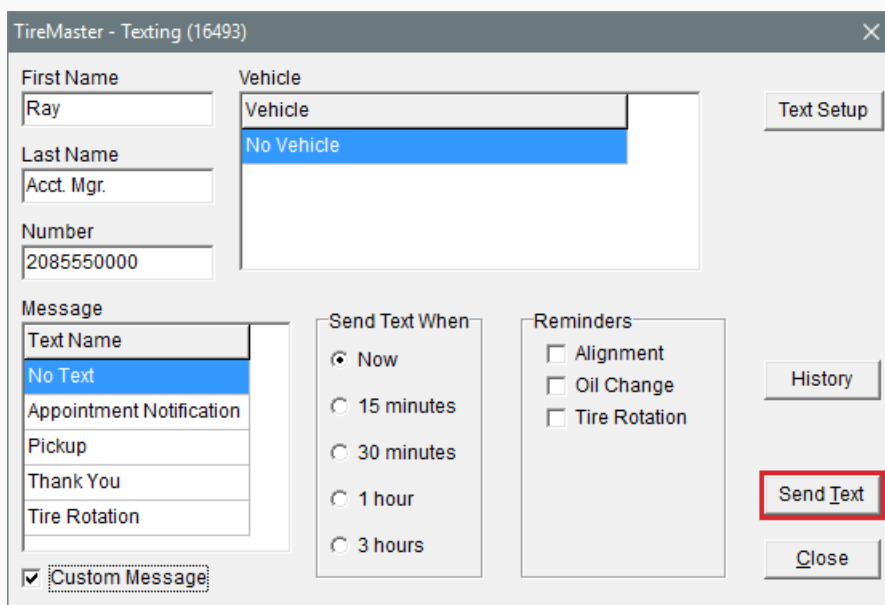 TireMaster - Texting (16493)
First Name
Ray
Last Name
Acct. Mgr.
Number
2085550000
Vehicle
Vehicle
No Vehicle
Text Setup
Message
Text Name
No Text
Appointment Notification
Pickup
Thank You
Tire Rotation
Custom Message
Send Text When
Now
15 minutes
30 minutes
1 hour
3 hours
Reminders
Alignment
Oil Change
Tire Rotation
History
Send Text
Close